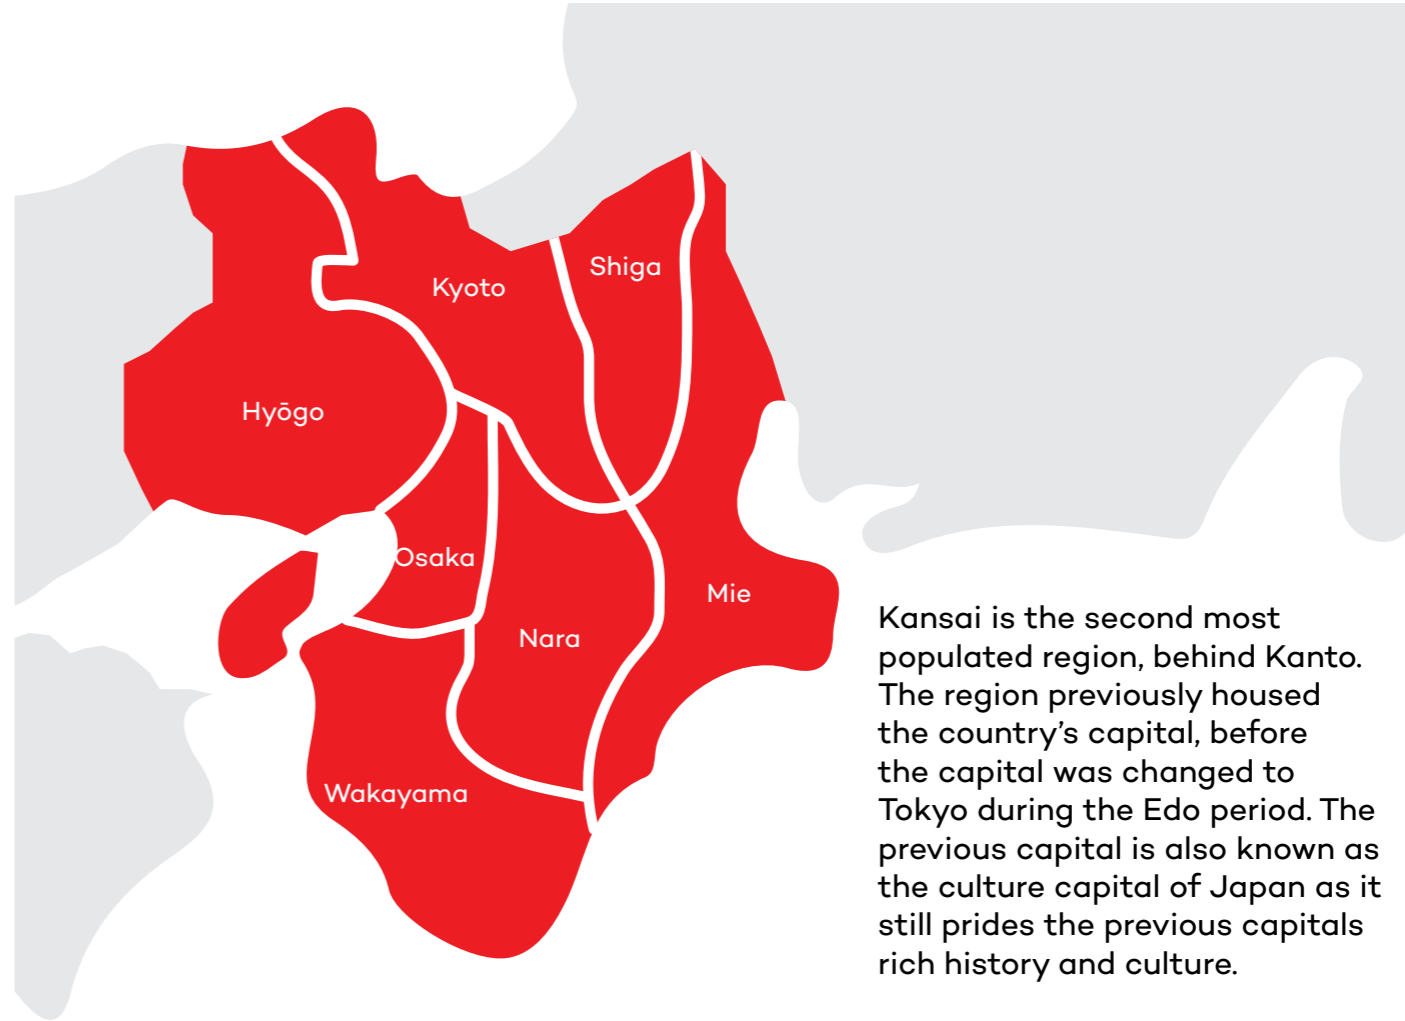 Shiga
Kyoto
Hyōgo
Osaka
Mie
Nara
Wakayama
Kansai is the second most
populated region, behind Kanto.
The region previously housed
the country’s capital, before
the capital was changed to
Tokyo during the Edo period. The
previous capital is also known as
the culture capital of Japan as it
still prides the previous capitals
rich history and culture.